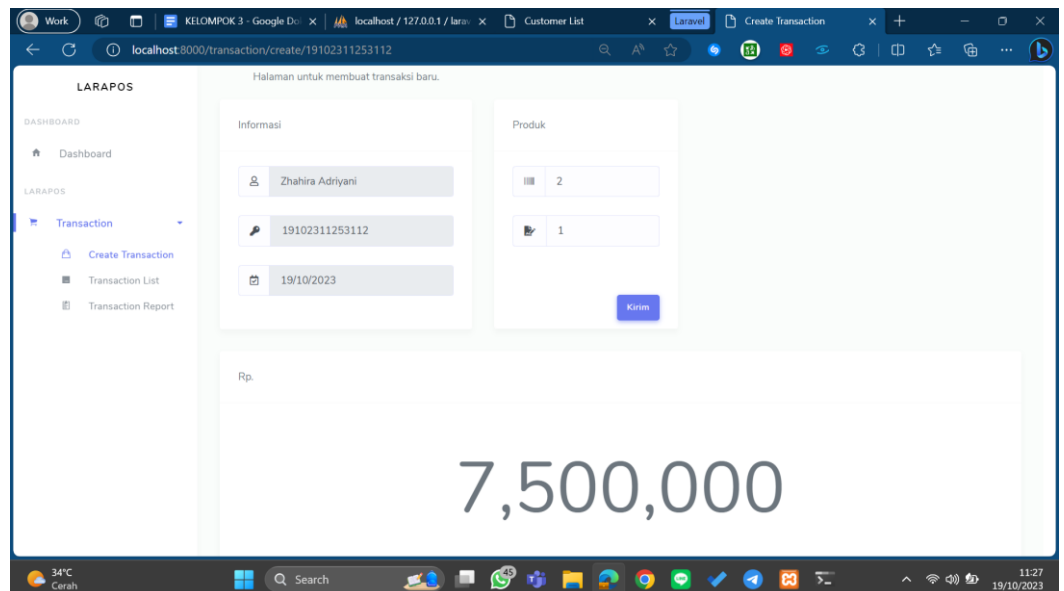 Work
KELOMPOK 3 - Google Do
localhost / 127.0.0.1 / larav
Customer List
Laravel
Create Transaction
localhost:8000/transaction/create/19102311253112
LARAPOS
DASHBOARD
Dashboard
LARAPOS
Transaction
Create Transaction
Transaction List
Transaction Report
Halaman untuk membuat transaksi baru.
Informasi
Zhahira Adriyani
19102311253112
19/10/2023
Produk
2
1
Kirim
Rp.
7,500,000
34°C
Cerah
Search
45
11:27
19/10/2023